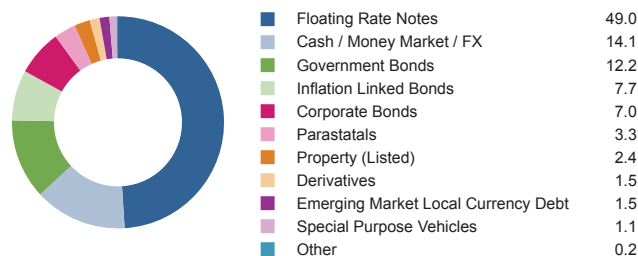 Floating Rate Notes 49.0
Cash / Money Market / FX 14.1
Government Bonds 12.2
Inflation Linked Bonds 7.7
Corporate Bonds 7.0
Parastatals 3.3
Property (Listed) 2.4
Derivatives 1.5
Emerging Market Local Currency Debt 1.5
Special Purpose Vehicles 1.1
Other 0.2